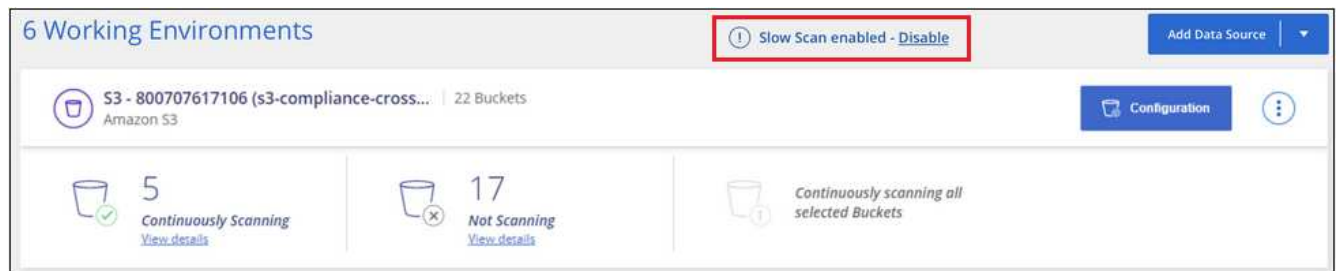 6 Working Environments
Slow Scan enabled - Disable
Add Data Source
S3 - 800707617106 (s3-compliance-cross... 22 Buckets
Amazon S3
Configuration
5
Continuously Scanning
View details
17
Not Scanning
View details
Continuously scanning all
selected Buckets